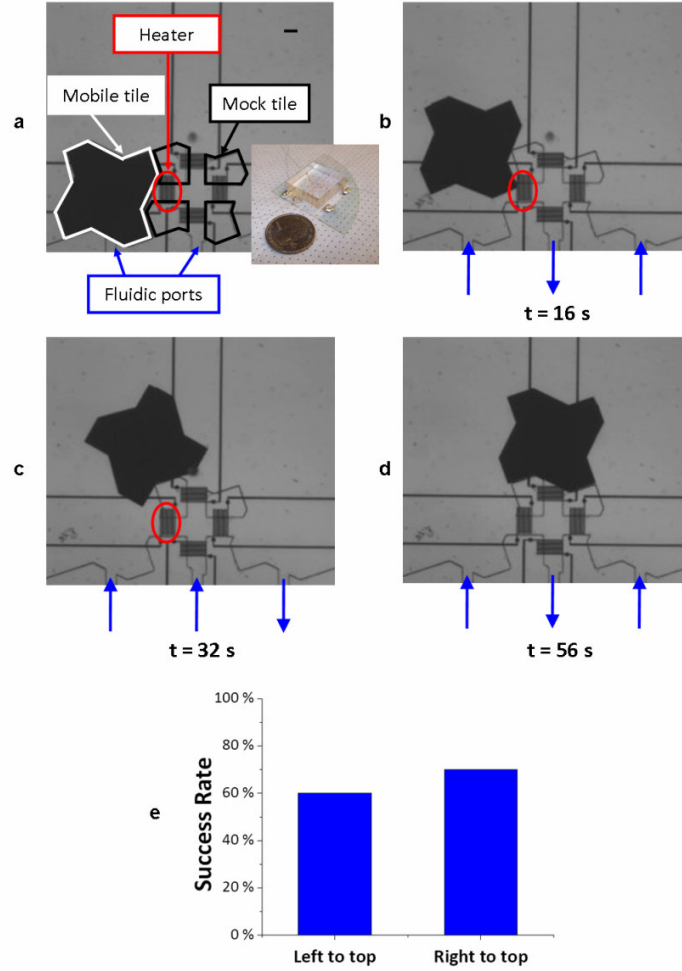 Heater
Mobile tile
Mock tile
a
Fluidic ports
b
t = 16 s
c
t = 32 s
d
t = 56 s
e
Success Rate
100 %
80 %
60 %
40 %
20 %
0 %
Left to top
Right to top